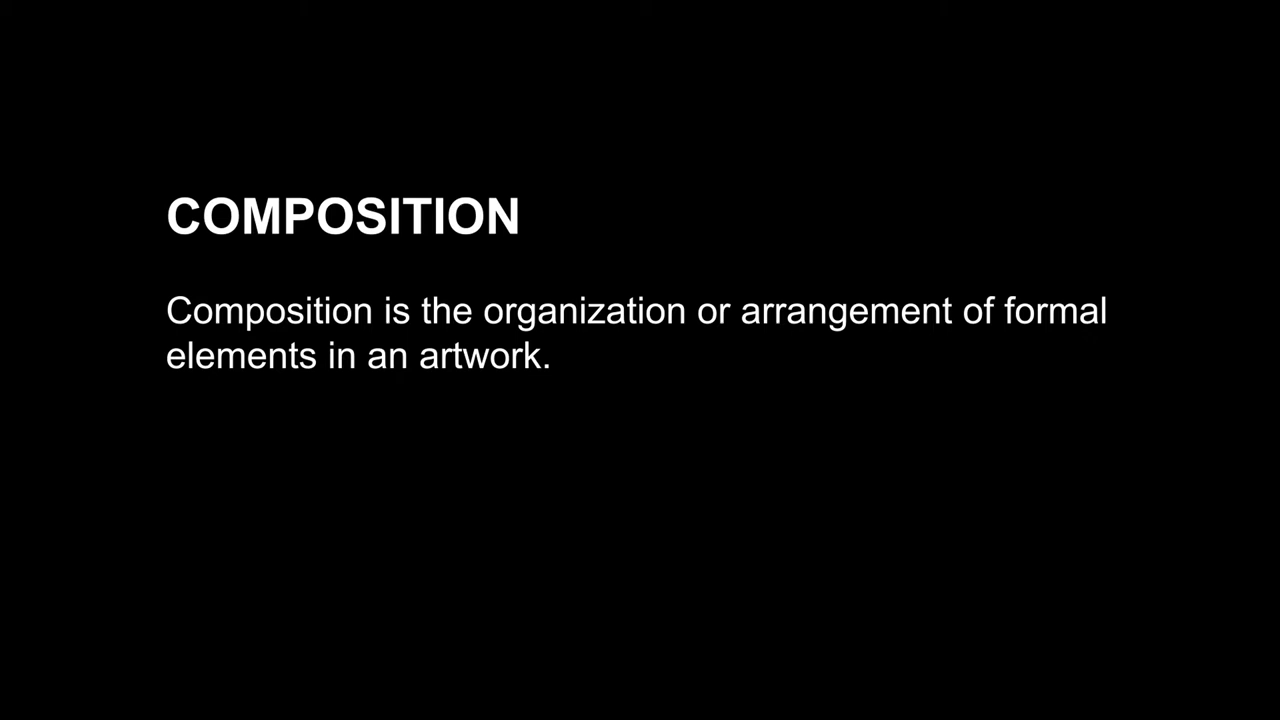 COMPOSITION
Composition is the organization or arrangement of formal
elements in an artwork.